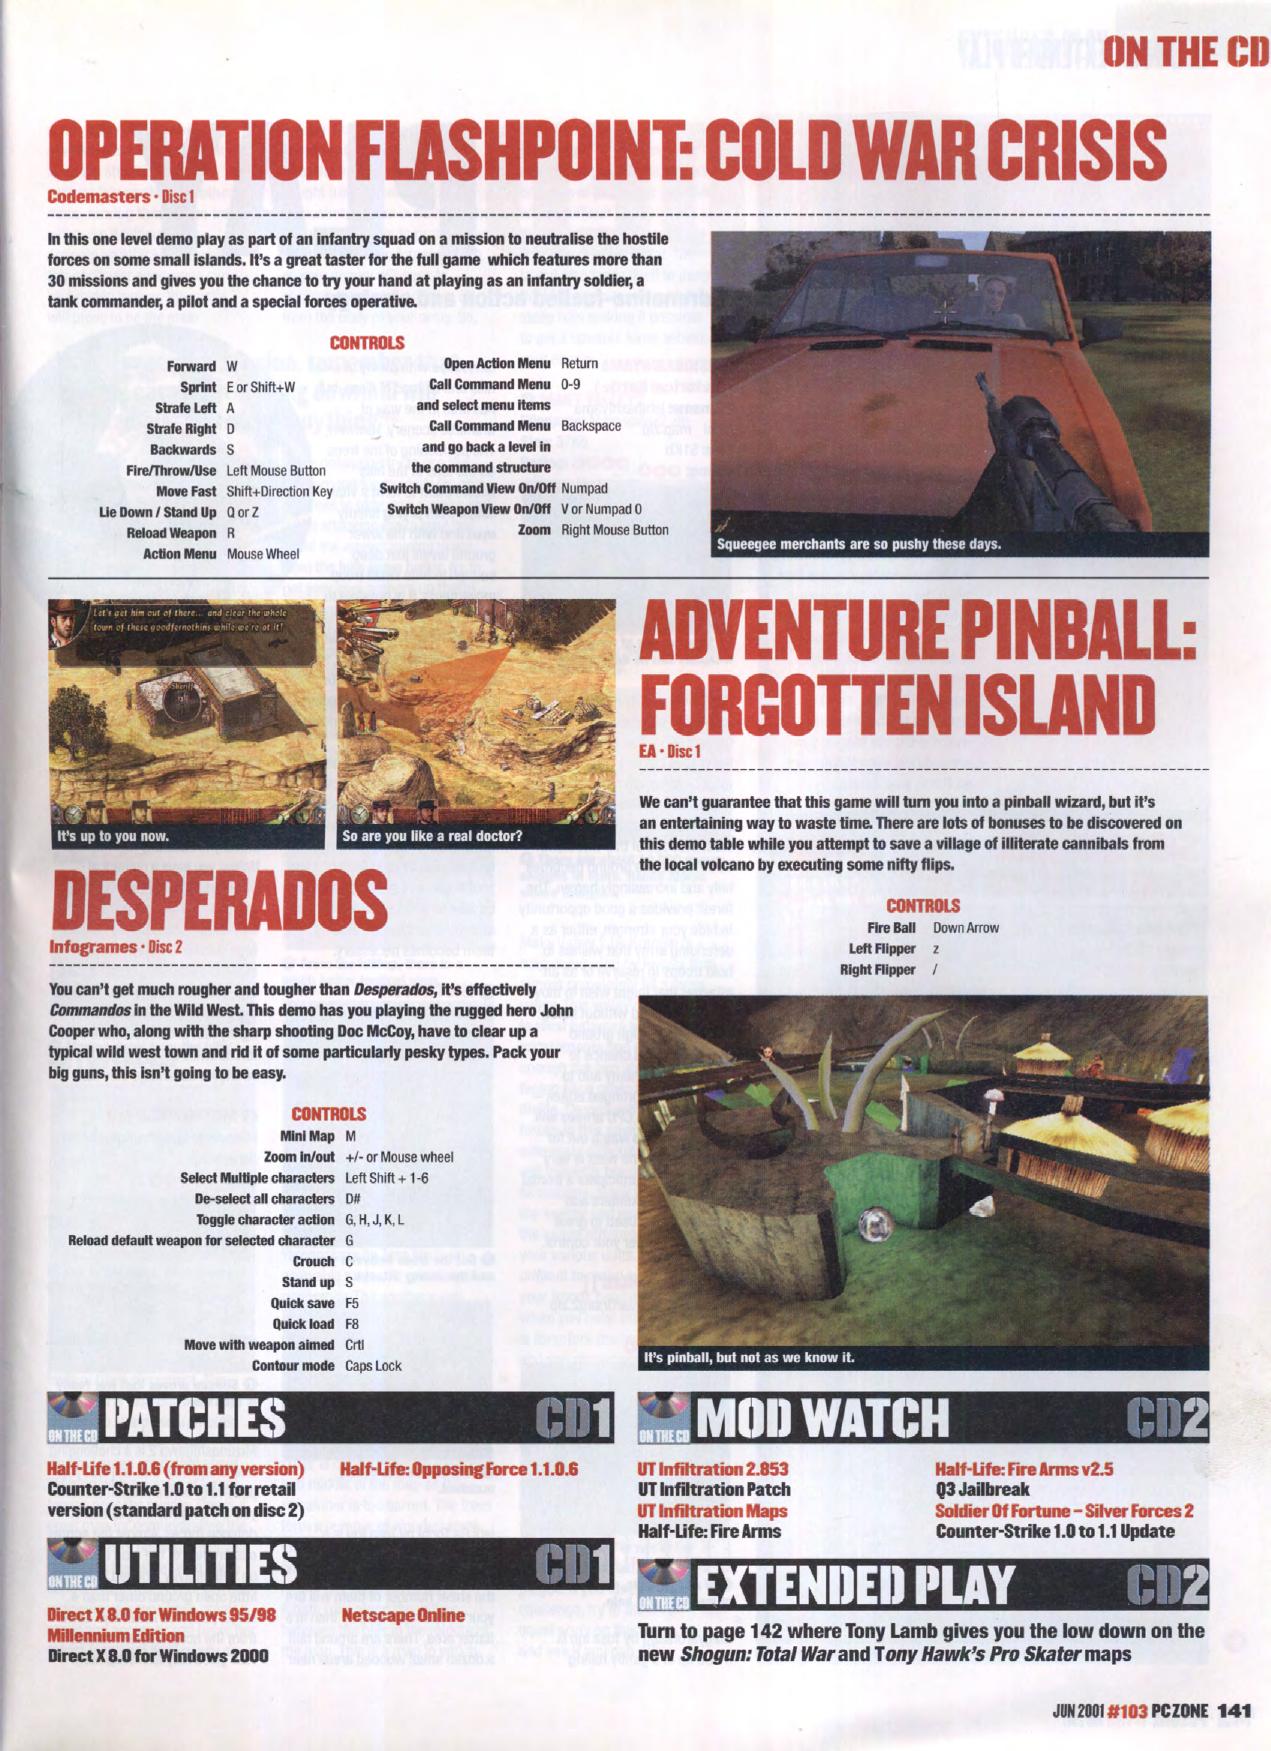 ON THE CD
OPERATION FLASHPOINT: COLD WAR CRISIS
Codemasters • Disc 1
In this one level demo play as part of an infantry squad on a mission to neutralise the hostile
forces on some small islands. It's a great taster for the full game which features more than
30 missions and gives you the chance to try your hand at playing as an infantry soldier, a
tank commander, a pilot and a special forces operative.
CONTROLS
Forward W
Sprint E or Shift+W
Strafe Left A
Strafe Right D
Backwards S
Fire/Throw/Use Left Mouse Button
Move Fast Shift+Direction Key
Lie Down / Stand Up Q or Z
Reload Weapon R
Action Menu Mouse Wheel
Open Action Menu Return
Call Command Menu 0-9
and select menu items
Call Command Menu Backspace
and go back a level in
the command structure
Switch Command View On/Off Numpad
Switch Weapon View On/Off V or Numpad 0
Zoom Right Mouse Button
Squeegee merchants are so pushy these days.
Let's get him out of there... and clear the whole
town of these goodfernothins while we're at it!
Sheriff
It's up to you now.
So are you like a real doctor?
DESPERADOS
Infogrames • Disc 2
You can't get much rougher and tougher than Desperados, it's effectively
Commandos in the Wild West. This demo has you playing the rugged hero John
Cooper who, along with the sharp shooting Doc McCoy, have to clear up a
typical wild west town and rid it of some particularly pesky types. Pack your
big guns, this isn't going to be easy.
CONTROLS
Mini Map M
Zoom in/out +/- or Mouse wheel
Select Multiple characters Left Shift + 1-6
De-select all characters D#
Toggle character action G, H, J, K, L
Reload default weapon for selected character G
Crouch C
Stand up S
Quick save F5
Quick load F8
Move with weapon aimed Crtl
Contour mode Caps Lock
ADVENTURE PINBALL:
FORGOTTEN ISLAND
EA • Disc 1
We can't guarantee that this game will turn you into a pinball wizard, but it's
an entertaining way to waste time. There are lots of bonuses to be discovered on
this demo table while you attempt to save a village of illiterate cannibals from
the local volcano by executing some nifty flips.
CONTROLS
Fire Ball Down Arrow
Left Flipper z
Right Flipper /
It's pinball, but not as we know it.
ON THE CD PATCHES CD1
Half-Life 1.1.0.6 (from any version)
Counter-Strike 1.0 to 1.1 for retail
version (standard patch on disc 2)
Half-Life: Opposing Force 1.1.0.6
ON THE CD UTILITIES CD1
Direct X 8.0 for Windows 95/98
Millennium Edition
Direct X 8.0 for Windows 2000
Netscape Online
ON THE CD MOD WATCH CD2
UT Infiltration 2.853
UT Infiltration Patch
UT Infiltration Maps
Half-Life: Fire Arms
Half-Life: Fire Arms v2.5
Q3 Jailbreak
Soldier Of Fortune – Silver Forces 2
Counter-Strike 1.0 to 1.1 Update
ON THE CD EXTENDED PLAY CD2
Turn to page 142 where Tony Lamb gives you the low down on the
new Shogun: Total War and Tony Hawk's Pro Skater maps
JUN 2001 #103 PCZONE 141